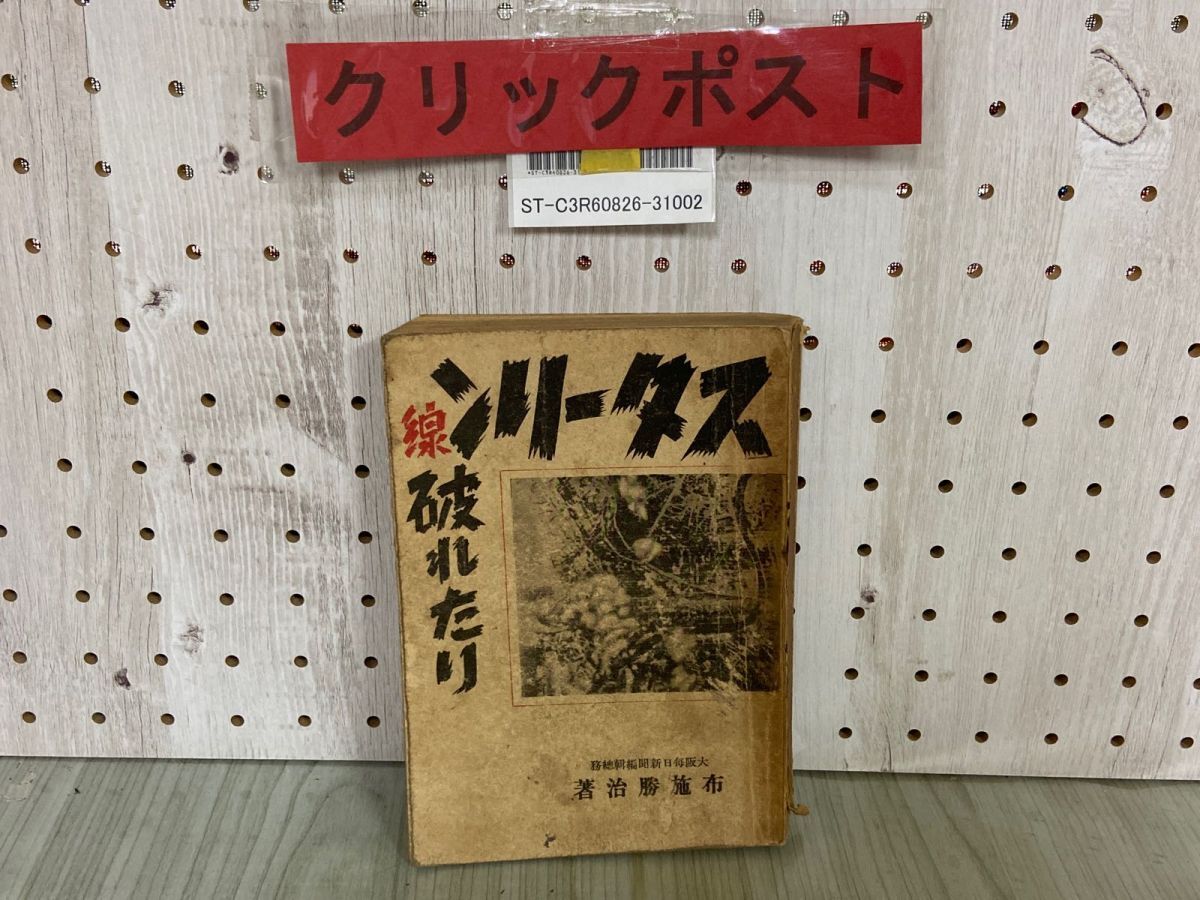 クリックポスト
ST-C3R60826-31002
スターリン
線
破れたり
大阪毎日新聞編輯總務
布施勝治著